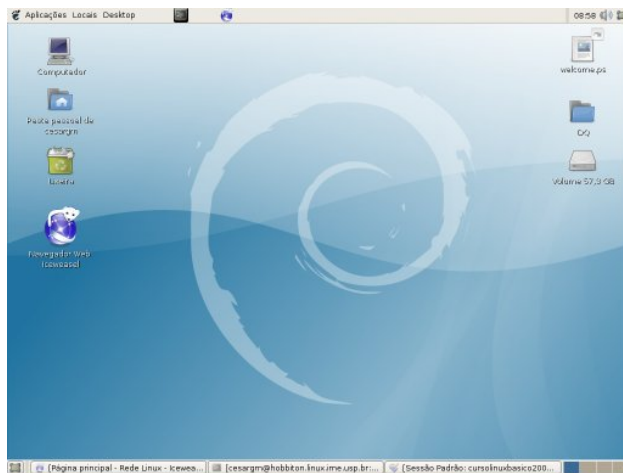 Aplicações Locais Desktop
08:58
Computador
welcome.ps
Pasta pessoal de
cesargm
DQ
Lixeira
Volume 57,3 GB
Navegador Web
Iceweasel
[Página principal - Rede Linux - Icewea...
[cesargm@hobbiton.linux.ime.usp.br:...
[Sessão Padrão: cursolinuxbasico200...